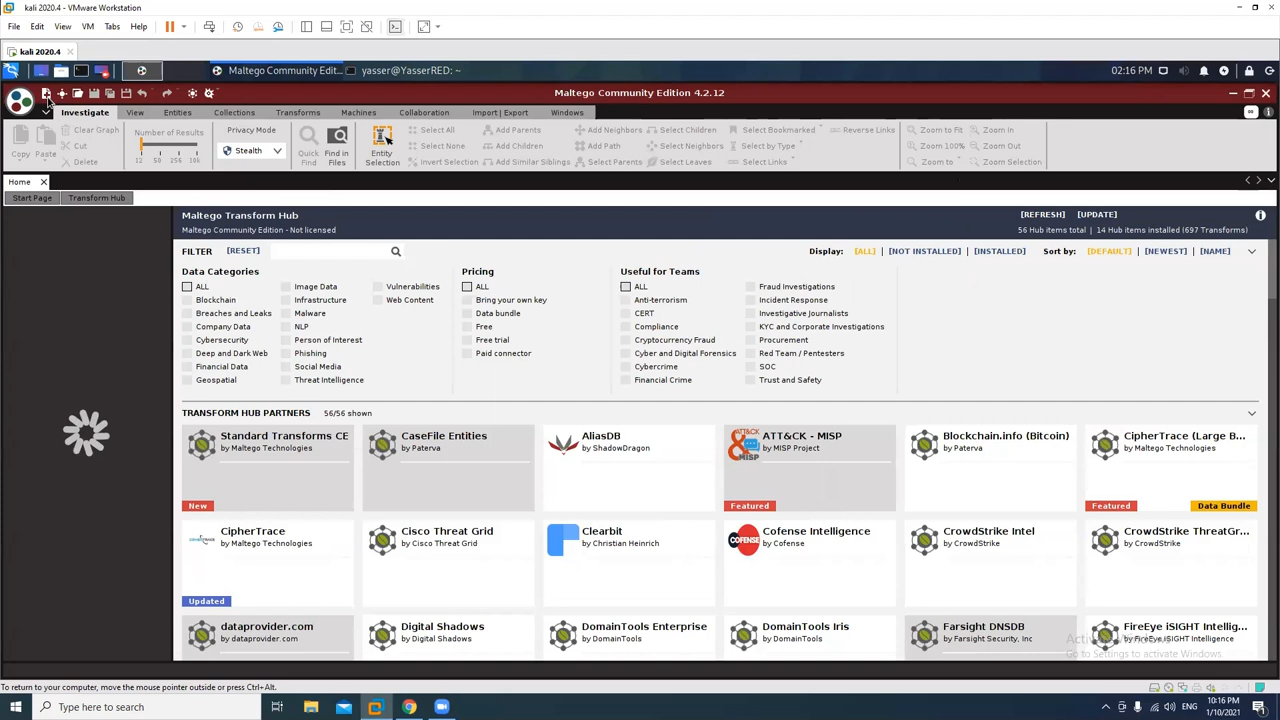 kali 2020.4 - VMware Workstation
File Edit View VM Tabs Help
kali 2020.4
Maltego Community Edit... yasser@YasserRED: ~ 02:16 PM
Maltego Community Edition 4.2.12
Investigate View Entities Collections Transforms Machines Collaboration Import | Export Windows
Copy Paste Clear Graph Cut Delete
Number of Results 12 50 256 10k
Privacy Mode Stealth
Quick Find Find in Files Entity Selection
Select All Select None Invert Selection
Add Parents Add Children Add Similar Siblings
Add Neighbors Add Path Select Parents
Select Children Select Neighbors Select Leaves
Select Bookmarked Select by Type Select Links
Reverse Links
Zoom to Fit Zoom 100% Zoom to
Zoom In Zoom Out Zoom Selection
Home
Start Page Transform Hub
Maltego Transform Hub [REFRESH] [UPDATE]
Maltego Community Edition - Not licensed 56 Hub items total | 14 Hub items installed (697 Transforms)
FILTER [RESET] Display: [ALL] | [NOT INSTALLED] | [INSTALLED] Sort by: [DEFAULT] | [NEWEST] | [NAME]
Data Categories
ALL
Blockchain
Breaches and Leaks
Company Data
Cybersecurity
Deep and Dark Web
Financial Data
Geospatial
Image Data
Infrastructure
Malware
NLP
Person of Interest
Phishing
Social Media
Threat Intelligence
Vulnerabilities
Web Content
Pricing
ALL
Bring your own key
Data bundle
Free
Free trial
Paid connector
Useful for Teams
ALL
Anti-terrorism
CERT
Compliance
Cryptocurrency Fraud
Cyber and Digital Forensics
Cybercrime
Financial Crime
Fraud Investigations
Incident Response
Investigative Journalists
KYC and Corporate Investigations
Procurement
Red Team / Pentesters
SOC
Trust and Safety
TRANSFORM HUB PARTNERS 56/56 shown
Standard Transforms CE
by Maltego Technologies
New
CaseFile Entities
by Paterva
AliasDB
by ShadowDragon
ATT&CK - MISP
by MISP Project
ATT&CK & MISP
Featured
Blockchain.info (Bitcoin)
by Paterva
CipherTrace (Large B...
by Maltego Technologies
Featured Data Bundle
CipherTrace
by Maltego Technologies
Updated
Cisco Threat Grid
by Cisco Threat Grid
Clearbit
by Christian Heinrich
Cofense Intelligence
by Cofense
COFENSE
CrowdStrike Intel
by CrowdStrike
CrowdStrike ThreatGr...
by CrowdStrike
dataprovider.com
by dataprovider.com
Digital Shadows
by Digital Shadows
DomainTools Enterprise
by DomainTools
DomainTools Iris
by DomainTools
Farsight DNSDB
by Farsight Security, Inc
FireEye iSIGHT Intellig...
by FireEye iSIGHT Intelligence
Activate Windows
Go to Settings to activate Windows.
To return to your computer, move the mouse pointer outside or press Ctrl+Alt.
Type here to search
ENG
10:16 PM
1/10/2021